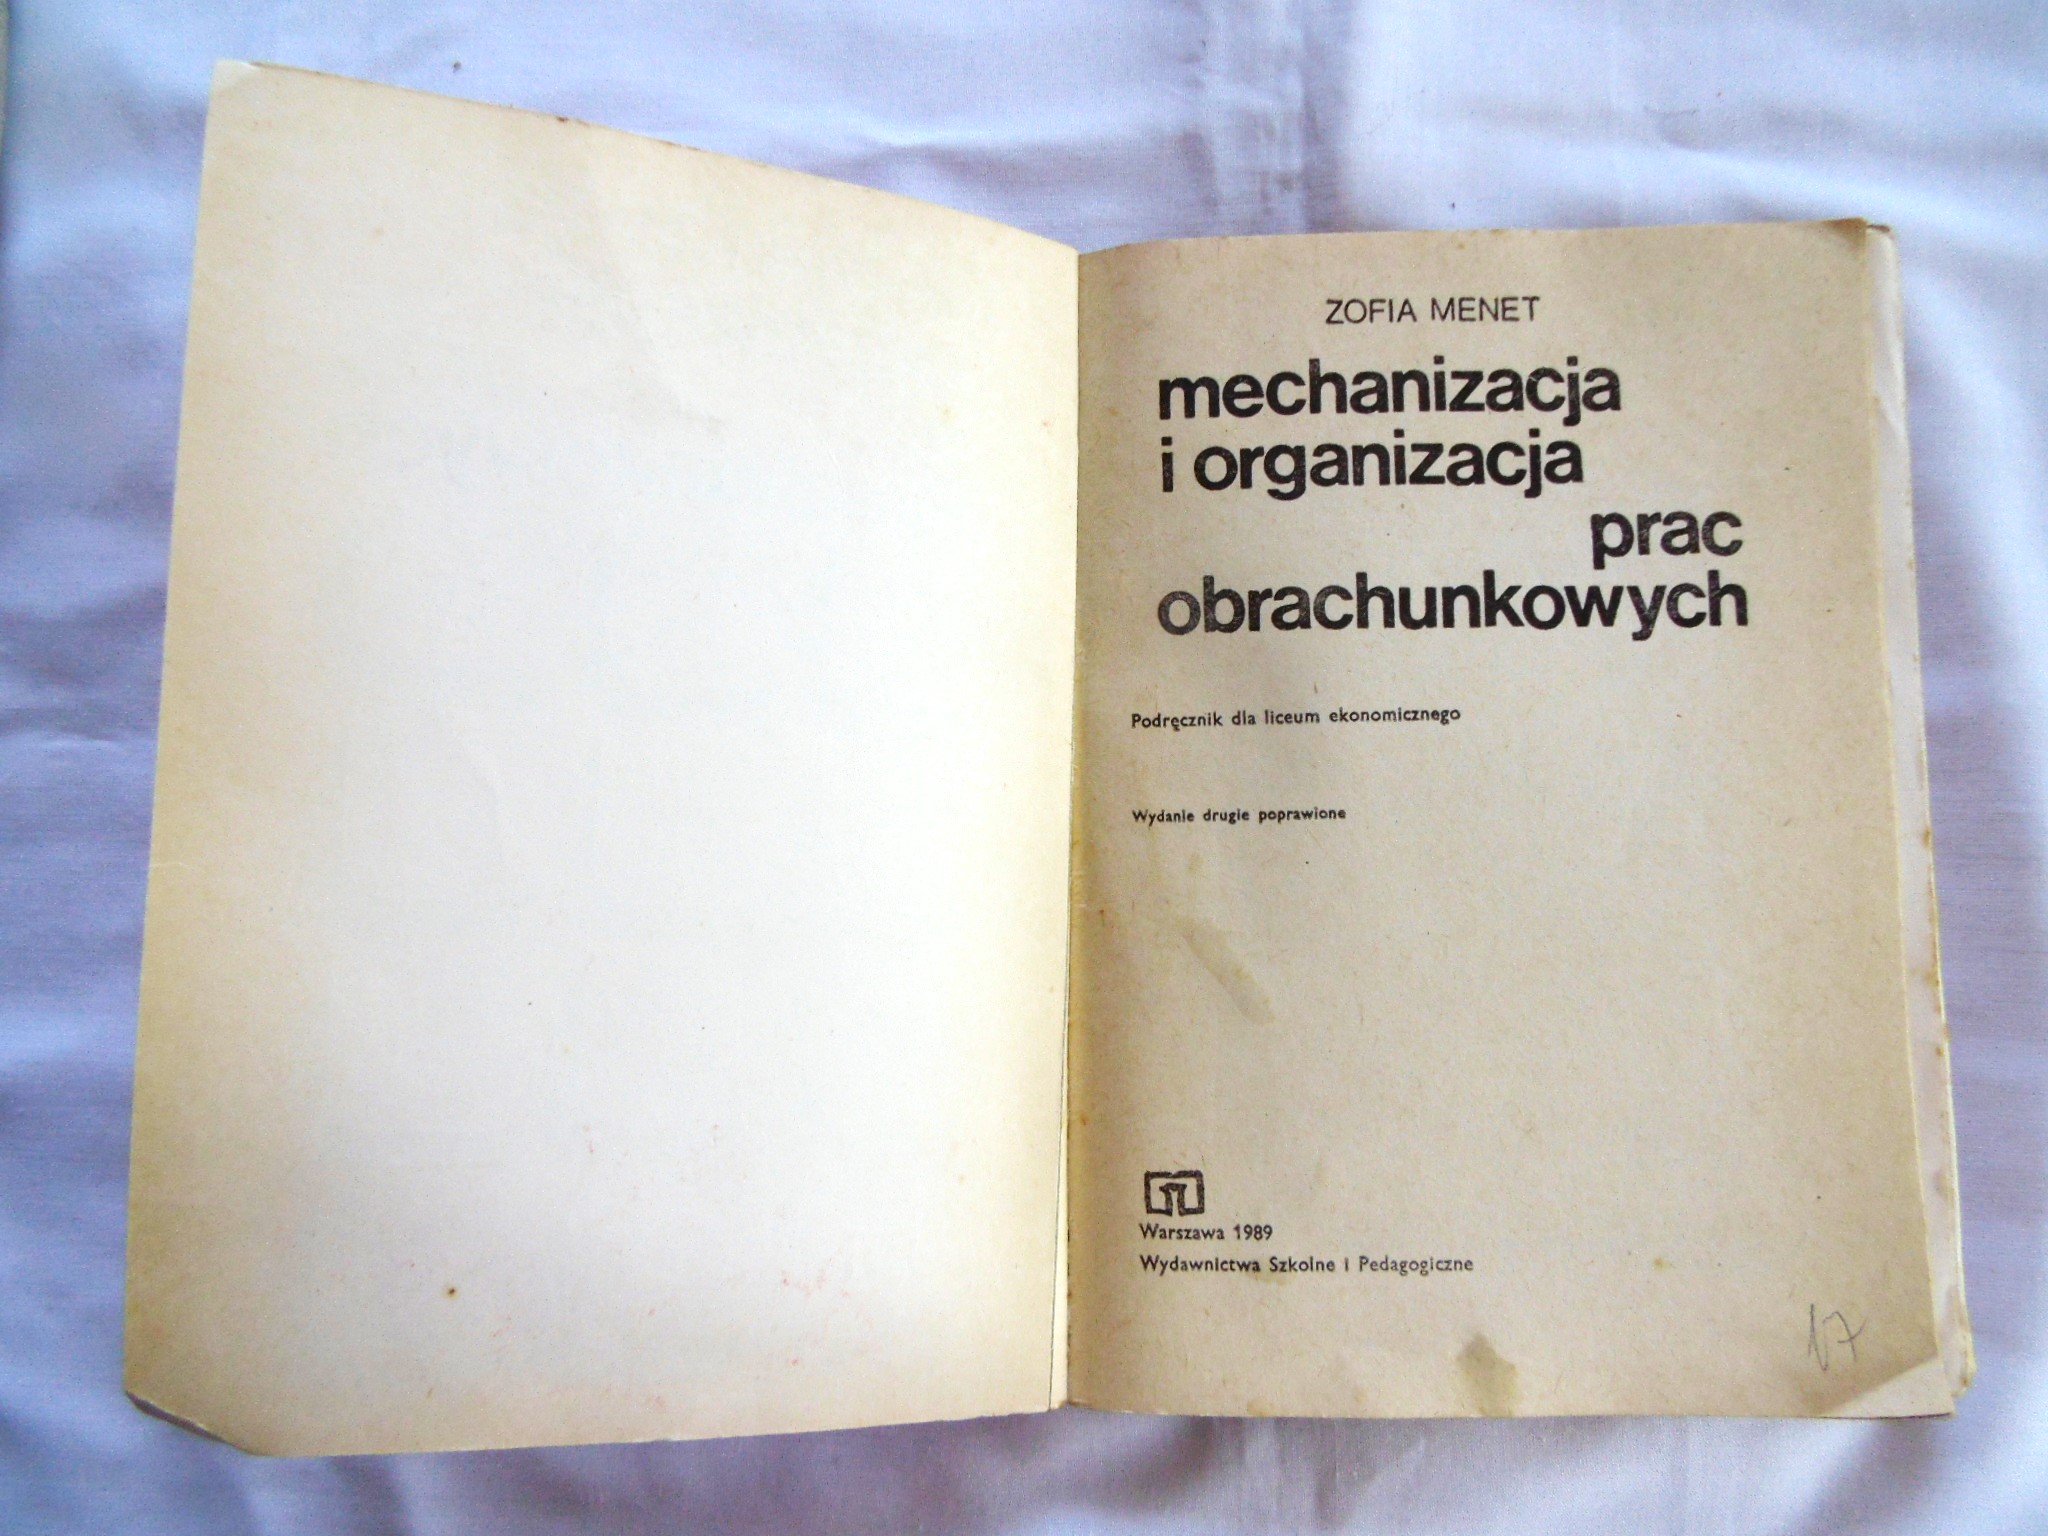 ZOFIA MENET
mechanizacja
i organizacja
prac
obrachunkowych
Podręcznik dla liceum ekonomicznego
Wydanie drugie poprawione
Warszawa 1989
Wydawnictwa Szkolne i Pedagogiczne
17